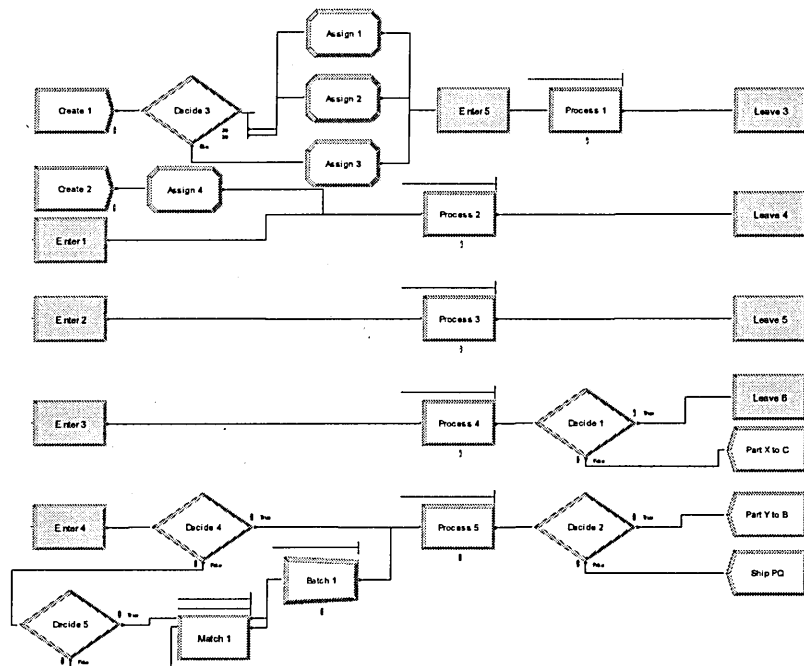 Assign 1
Create 1
Decide 3
Assign 2
Enter 5
Process 1
Leave 3
Else
Assign 3
Create 2
Assign 4
Process 2
Leave 4
Enter 1
Enter 2
Process 3
Leave 5
Enter 3
Process 4
Decide 1
True
Leave 6
False
Part X to C
Enter 4
Decide 4
True
Process 5
Decide 2
True
Part Y to B
False
False
Batch 1
Ship PQ
Decide 5
True
Match 1
False